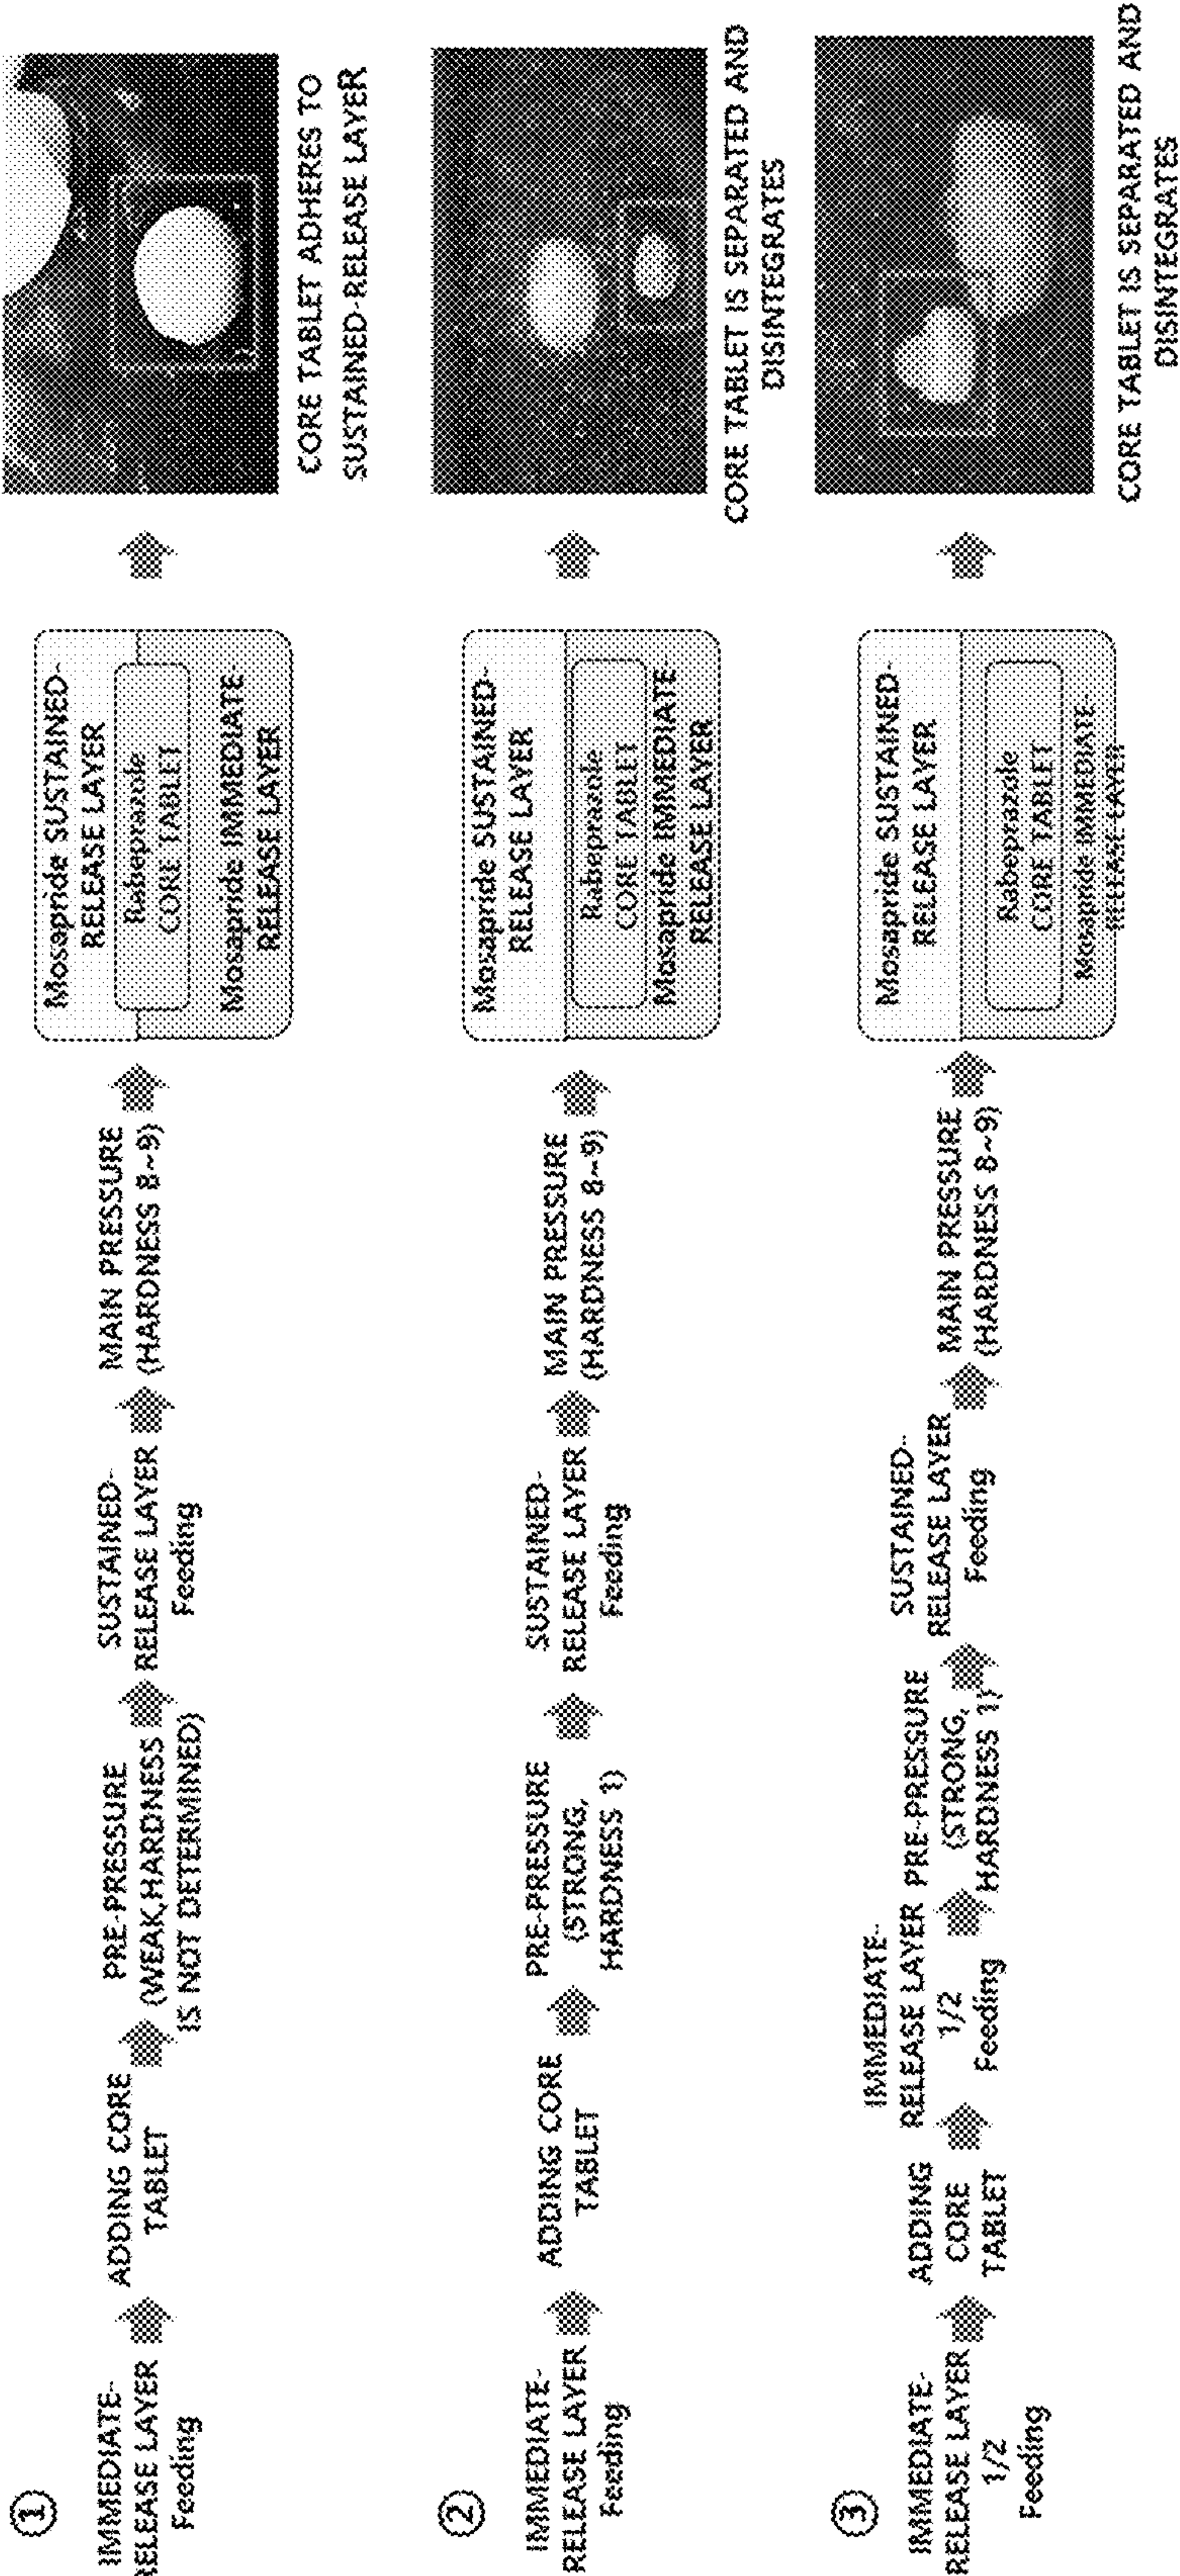 ①
IMMEDIATE-
RELEASE LAYER
Feeding
ADDING CORE
TABLET
PRE-PRESSURE
(WEAK,HARDNESS
IS NOT DETERMINED)
SUSTAINED-
RELEASE LAYER
Feeding
MAIN PRESSURE
(HARDNESS 8~9)
Mosapride SUSTAINED-
RELEASE LAYER
Rabeprazole
CORE TABLET
Mosapride IMMEDIATE-
RELEASE LAYER
CORE TABLET ADHERES TO
SUSTAINED-RELEASE LAYER
②
IMMEDIATE-
RELEASE LAYER
Feeding
ADDING CORE
TABLET
PRE-PRESSURE
(STRONG,
HARDNESS 1)
SUSTAINED-
RELEASE LAYER
Feeding
MAIN PRESSURE
(HARDNESS 8~9)
Mosapride SUSTAINED-
RELEASE LAYER
Rabeprazole
CORE TABLET
Mosapride IMMEDIATE-
RELEASE LAYER
CORE TABLET IS SEPARATED AND
DISINTEGRATES
③
IMMEDIATE-
RELEASE LAYER
1/2
Feeding
ADDING
CORE
TABLET
IMMEDIATE-
RELEASE LAYER
1/2
Feeding
PRE-PRESSURE
(STRONG,
HARDNESS 1)
SUSTAINED-
RELEASE LAYER
Feeding
MAIN PRESSURE
(HARDNESS 8~9)
Mosapride SUSTAINED-
RELEASE LAYER
Rabeprazole
CORE TABLET
Mosapride IMMEDIATE-
RELEASE LAYER
CORE TABLET IS SEPARATED AND
DISINTEGRATES